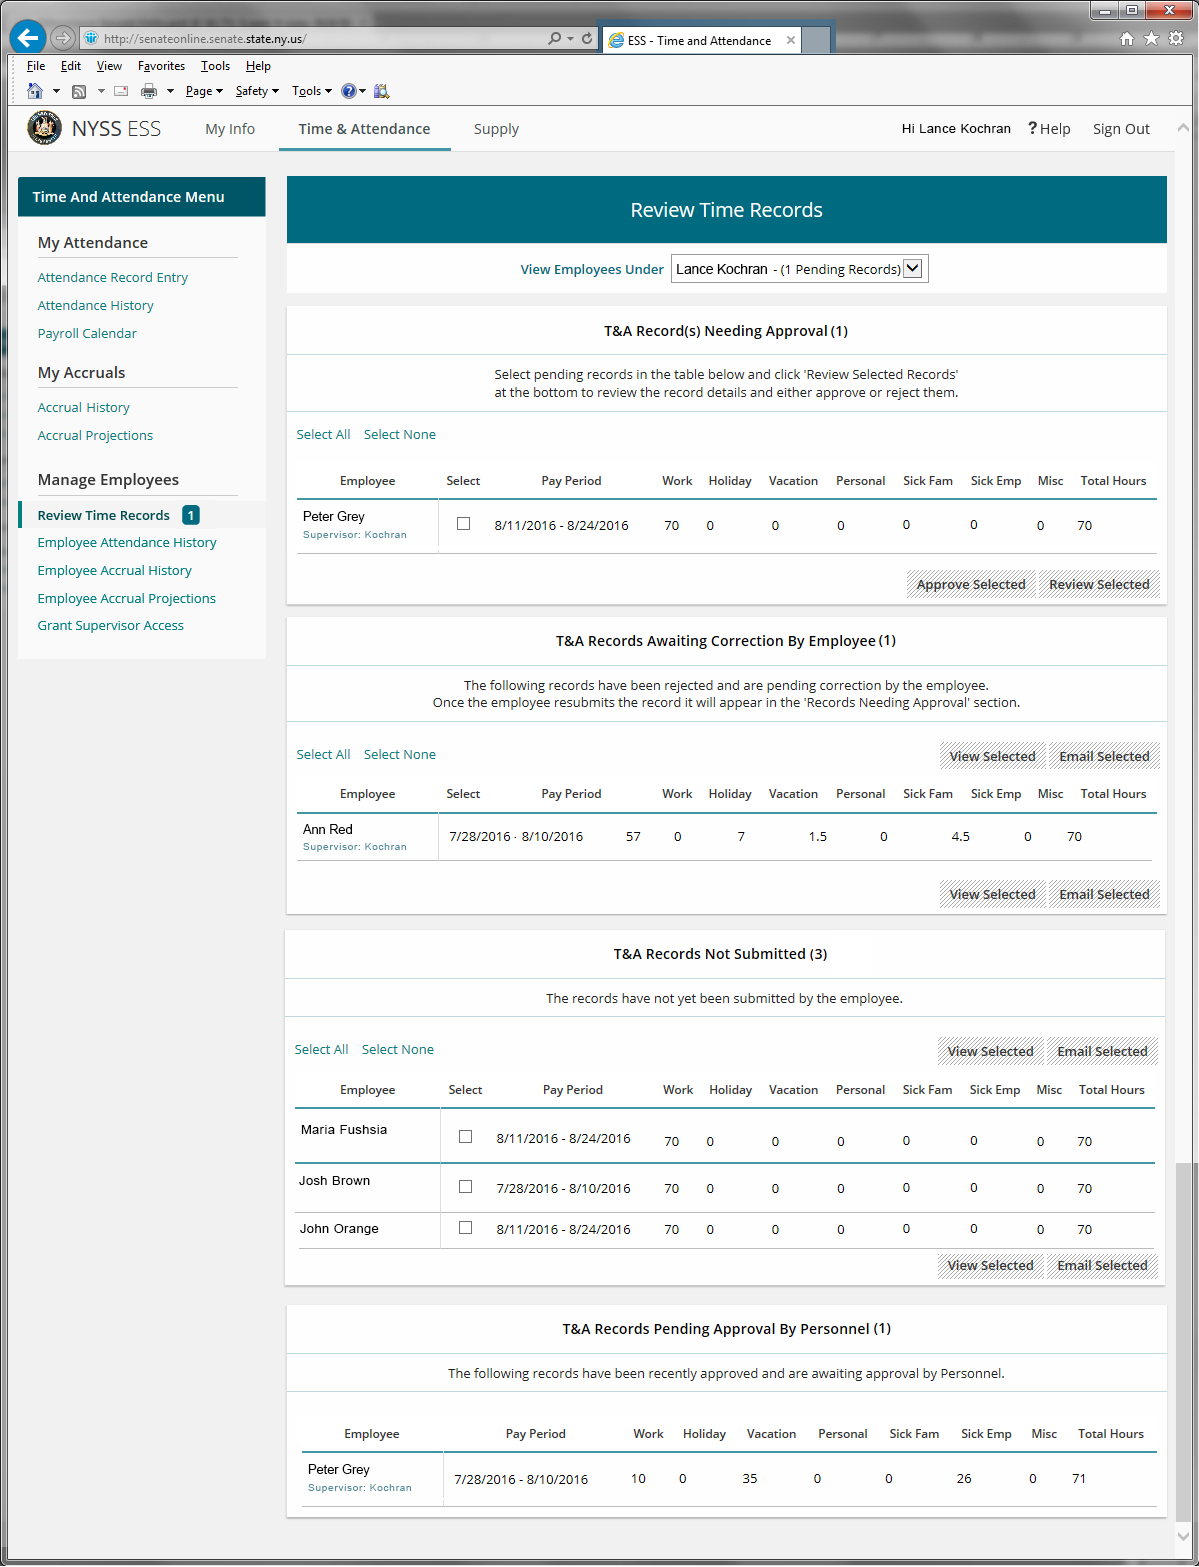 http://senateonline.senate.state.ny.us/
ESS - Time and Attendance
File Edit View Favorites Tools Help
Page Safety Tools
NYSS ESS My Info Time & Attendance Supply Hi Lance Kochran ? Help Sign Out
Time And Attendance Menu
My Attendance
Attendance Record Entry
Attendance History
Payroll Calendar
My Accruals
Accrual History
Accrual Projections
Manage Employees
Review Time Records 1
Employee Attendance History
Employee Accrual History
Employee Accrual Projections
Grant Supervisor Access
Review Time Records
View Employees Under Lance Kochran - (1 Pending Records)
T&A Record(s) Needing Approval (1)
Select pending records in the table below and click 'Review Selected Records'
at the bottom to review the record details and either approve or reject them.
Select All Select None
Employee Select Pay Period Work Holiday Vacation Personal Sick Fam Sick Emp Misc Total Hours
Peter Grey 8/11/2016 - 8/24/2016 70 0 0 0 0 0 0 70
Supervisor: Kochran
Approve Selected Review Selected
T&A Records Awaiting Correction By Employee (1)
The following records have been rejected and are pending correction by the employee.
Once the employee resubmits the record it will appear in the 'Records Needing Approval' section.
Select All Select None View Selected Email Selected
Employee Select Pay Period Work Holiday Vacation Personal Sick Fam Sick Emp Misc Total Hours
Ann Red 7/28/2016 - 8/10/2016 57 0 7 1.5 0 4.5 0 70
Supervisor: Kochran
View Selected Email Selected
T&A Records Not Submitted (3)
The records have not yet been submitted by the employee.
Select All Select None View Selected Email Selected
Employee Select Pay Period Work Holiday Vacation Personal Sick Fam Sick Emp Misc Total Hours
Maria Fushsia 8/11/2016 - 8/24/2016 70 0 0 0 0 0 0 70
Josh Brown 7/28/2016 - 8/10/2016 70 0 0 0 0 0 0 70
John Orange 8/11/2016 - 8/24/2016 70 0 0 0 0 0 0 70
View Selected Email Selected
T&A Records Pending Approval By Personnel (1)
The following records have been recently approved and are awaiting approval by Personnel.
Employee Pay Period Work Holiday Vacation Personal Sick Fam Sick Emp Misc Total Hours
Peter Grey 7/28/2016 - 8/10/2016 10 0 35 0 0 26 0 71
Supervisor: Kochran